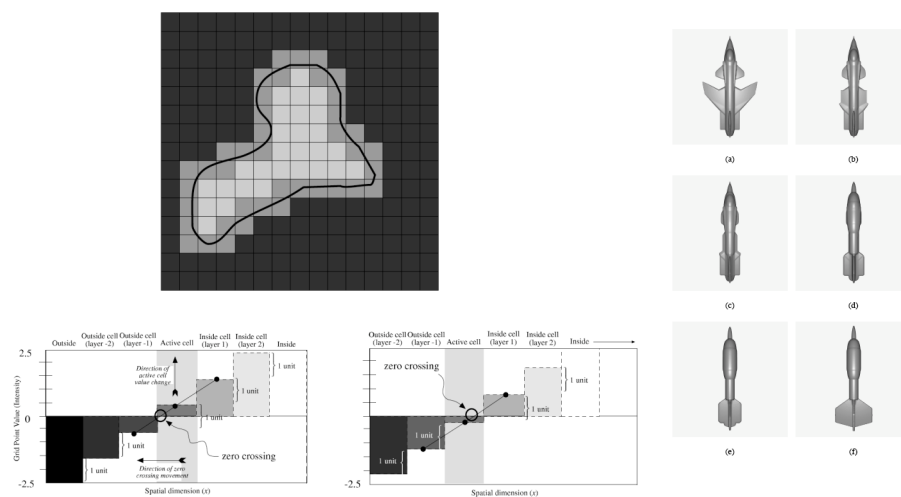 (a)
(b)
(c)
(d)
(e)
(f)
Outside
Outside cell
(layer -2)
Outside cell
(layer -1)
Active cell
Inside cell
(layer 1)
Inside cell
(layer 2)
Inside
2.5
0
-2.5
Grid Point Value (Intensity)
Direction of
active cell
value change
1 unit
1 unit
1 unit
1 unit
1 unit
zero crossing
Direction of zero
crossing movement
Spatial dimension (x)
Outside cell
(layer -2)
Outside cell
(layer -1)
Active cell
Inside cell
(layer 1)
Inside cell
(layer 2)
Inside
zero crossing
1 unit
1 unit
1 unit
1 unit
Spatial dimension (x)